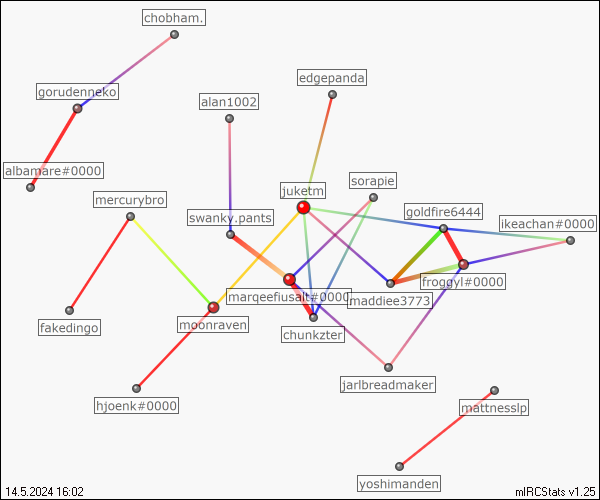 chobham.
edgepanda
gorudenneko
alan1002
albamare#0000
sorapie
juketm
mercurybro
goldfire6444
swanky.pants
ikeachan#0000
froggyl#0000
marqeefiusalt#0000
maddiee3773
fakedingo
moonraven
chunkzter
jarlbreadmaker
hjoenk#0000
mattnesslp
yoshimanden
14.5.2024 16:02
mIRCStats v1.25